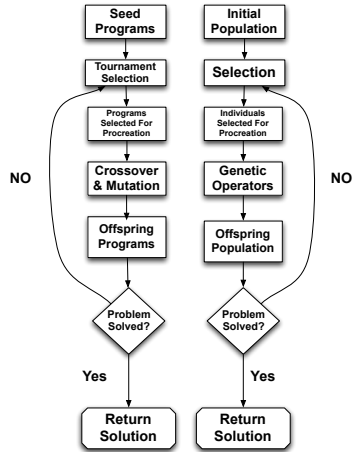 Seed
Programs
Tournament
Selection
Programs
Selected For
Procreation
Crossover
& Mutation
Offspring
Programs
Problem
Solved?
NO
Yes
Return
Solution
Initial
Population
Selection
Individuals
Selected For
Procreation
Genetic
Operators
Offspring
Population
Problem
Solved?
NO
Yes
Return
Solution